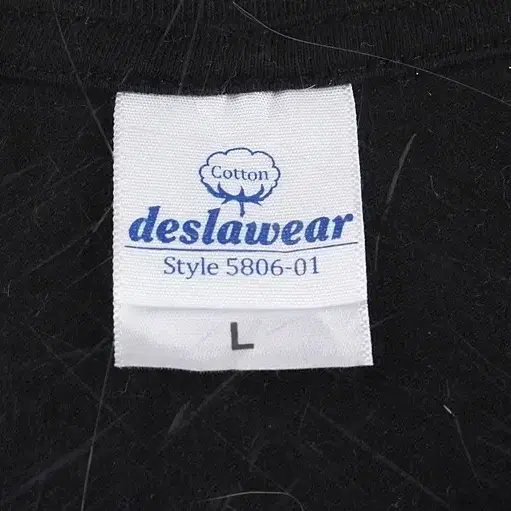 Cotton
deslawear
Style 5806-01
L